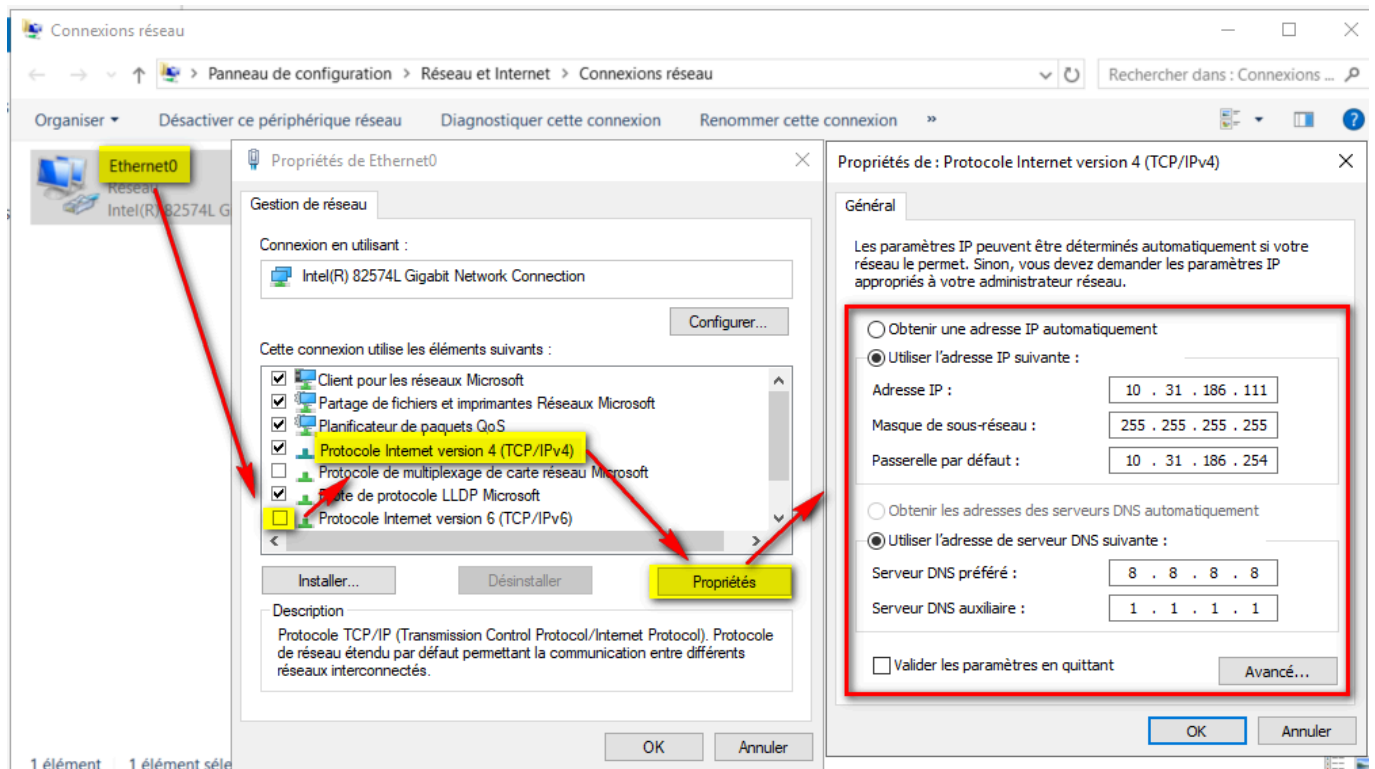 Connexions réseau
Panneau de configuration > Réseau et Internet > Connexions réseau
Rechercher dans : Connexions ...
Organiser
Désactiver ce périphérique réseau
Diagnostiquer cette connexion
Renommer cette connexion
»
Ethernet0
Réseau
Intel(R) 82574L G
1 élément
1 élément séle
Propriétés de Ethernet0
Gestion de réseau
Connexion en utilisant :
Intel(R) 82574L Gigabit Network Connection
Configurer...
Cette connexion utilise les éléments suivants :
Client pour les réseaux Microsoft
Partage de fichiers et imprimantes Réseaux Microsoft
Planificateur de paquets QoS
Protocole Internet version 4 (TCP/IPv4)
Protocole de multiplexage de carte réseau Microsoft
de protocole LLDP Microsoft
Protocole Internet version 6 (TCP/IPv6)
Installer...
Désinstaller
Propriétés
Description
Protocole TCP/IP (Transmission Control Protocol/Internet Protocol). Protocole
de réseau étendu par défaut permettant la communication entre différents
réseaux interconnectés.
OK
Annuler
Propriétés de : Protocole Internet version 4 (TCP/IPv4)
Général
Les paramètres IP peuvent être déterminés automatiquement si votre
réseau le permet. Sinon, vous devez demander les paramètres IP
appropriés à votre administrateur réseau.
Obtenir une adresse IP automatiquement
Utiliser l'adresse IP suivante :
Adresse IP :
10 . 31 . 186 . 111
Masque de sous-réseau :
255 . 255 . 255 . 255
Passerelle par défaut :
10 . 31 . 186 . 254
Obtenir les adresses des serveurs DNS automatiquement
Utiliser l'adresse de serveur DNS suivante :
Serveur DNS préféré :
8 . 8 . 8 . 8
Serveur DNS auxiliaire :
1 . 1 . 1 . 1
Valider les paramètres en quittant
Avancé...
OK
Annuler